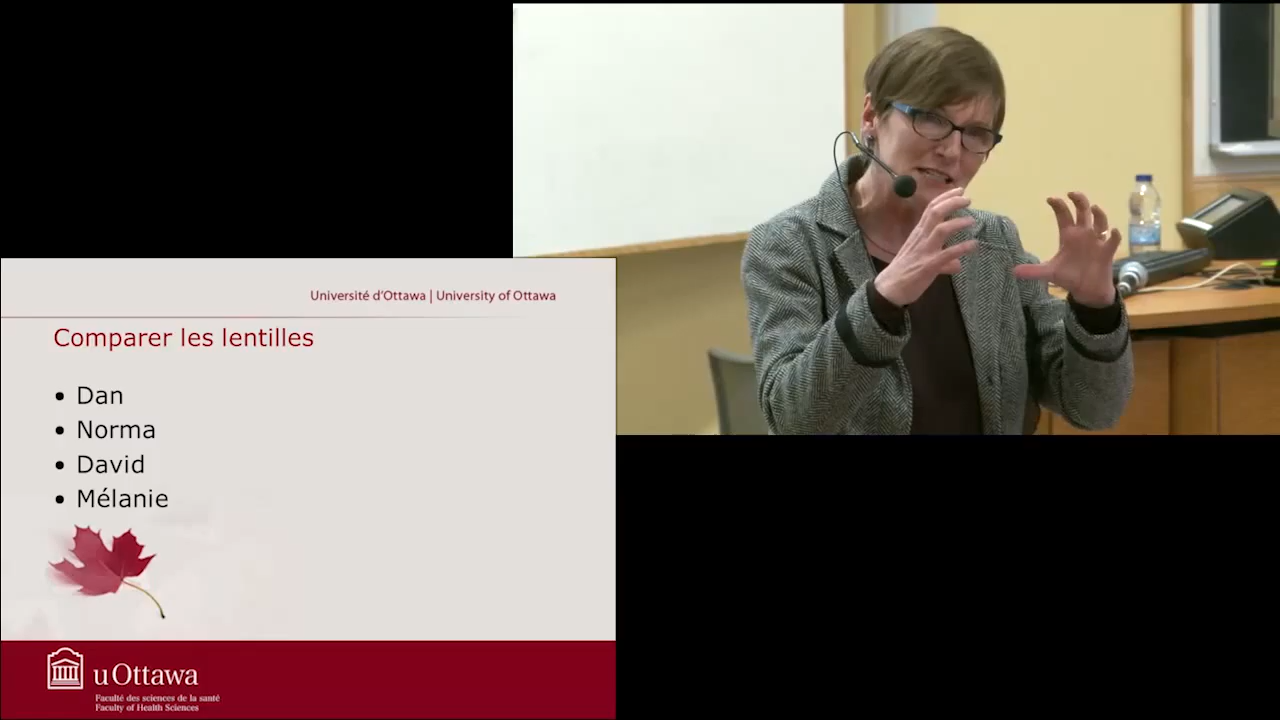 Université d'Ottawa | University of Ottawa
Comparer les lentilles
• Dan
• Norma
• David
• Mélanie
uOttawa
Faculté des sciences de la santé
Faculty of Health Sciences